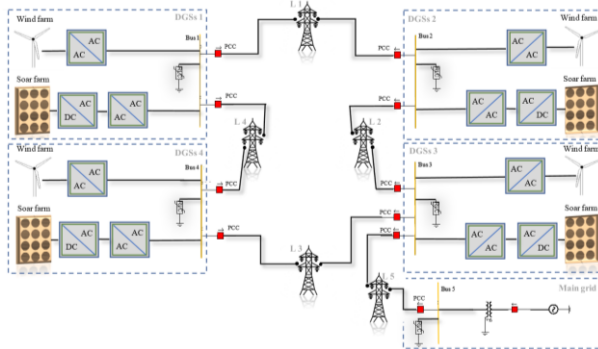 DGSs 1
L 1
DGSs 2
Wind farm
AC
AC
Bus 1
PCC
PCC
Bus 2
AC
AC
Wind farm
Soar farm
AC
DC
AC
AC
PCC
L 4
L 2
PCC
AC
AC
AC
DC
Soar farm
DGSs 4
DGSs 3
Wind farm
AC
AC
Bus 4
PCC
PCC
Bus 3
AC
AC
Wind farm
Soar farm
AC
DC
AC
AC
PCC
L 3
PCC
PCC
AC
AC
AC
DC
Soar farm
L 5
Main grid
PCC
Bus 5